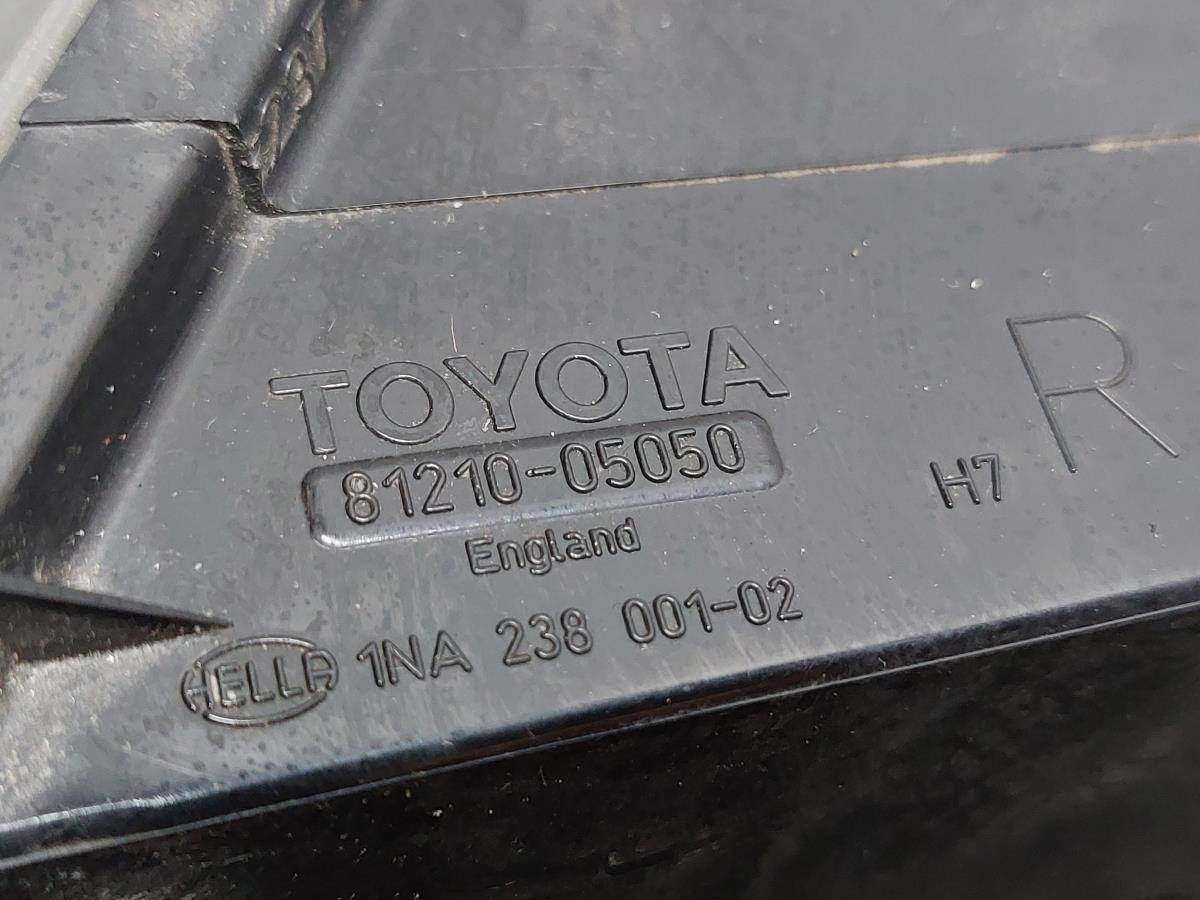 TOYOTA
81210-05050
England
H7
R
HELLA 1NA 238 001-02